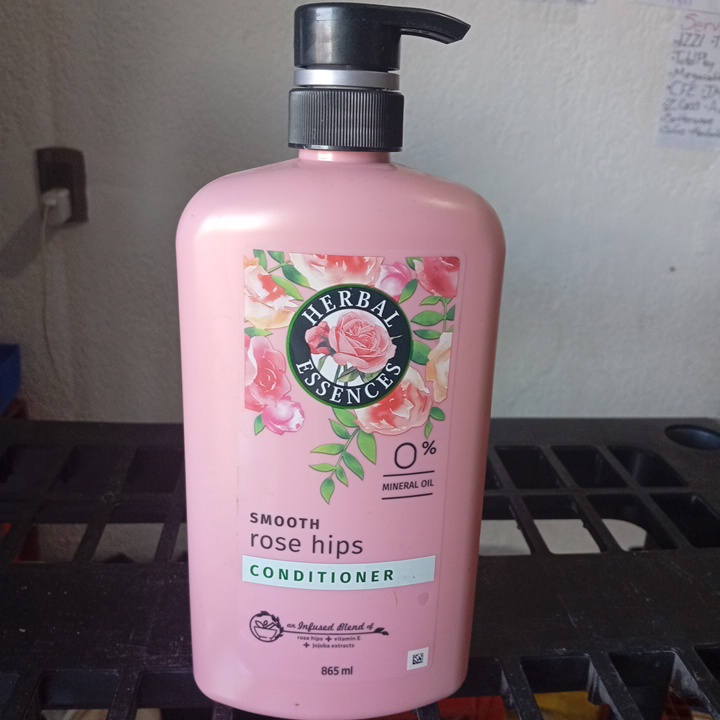 HERBAL
ESSENCES
0%
MINERAL OIL
SMOOTH
rose hips
CONDITIONER
an Infused Blend of
rose hips + vitamin E
+ jojoba extracts
865 ml